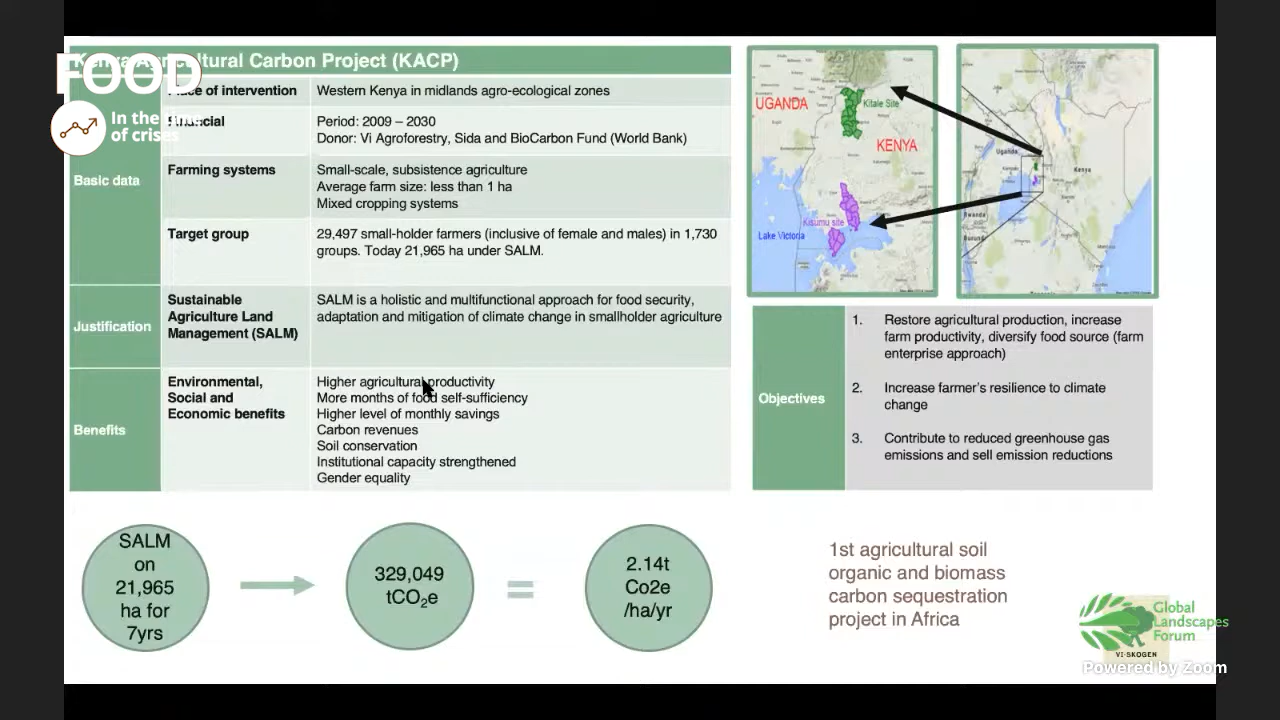 Kenya Agricultural Carbon Project (KACP)
FOOD
In the time
of crises
Basic data
Place of intervention
Western Kenya in midlands agro-ecological zones
Financial
Period: 2009 – 2030
Donor: Vi Agroforestry, Sida and BioCarbon Fund (World Bank)
Farming systems
Small-scale, subsistence agriculture
Average farm size: less than 1 ha
Mixed cropping systems
Target group
29,497 small-holder farmers (inclusive of female and males) in 1,730
groups. Today 21,965 ha under SALM.
Justification
Sustainable
Agriculture Land
Management (SALM)
SALM is a holistic and multifunctional approach for food security,
adaptation and mitigation of climate change in smallholder agriculture
Benefits
Environmental,
Social and
Economic benefits
Higher agricultural productivity
More months of food self-sufficiency
Higher level of monthly savings
Carbon revenues
Soil conservation
Institutional capacity strengthened
Gender equality
UGANDA
Kitale Site
KENYA
Kisumu site
Lake Victoria
Uganda
Kenya
Rwanda
Burundi
Objectives
1. Restore agricultural production, increase
farm productivity, diversify food source (farm
enterprise approach)
2. Increase farmer's resilience to climate
change
3. Contribute to reduced greenhouse gas
emissions and sell emission reductions
SALM
on
21,965
ha for
7yrs
329,049
tCO₂e
=
2.14t
Co2e
/ha/yr
1st agricultural soil
organic and biomass
carbon sequestration
project in Africa
Global
Landscapes
Forum
VI-SKOGEN
Powered by Zoom